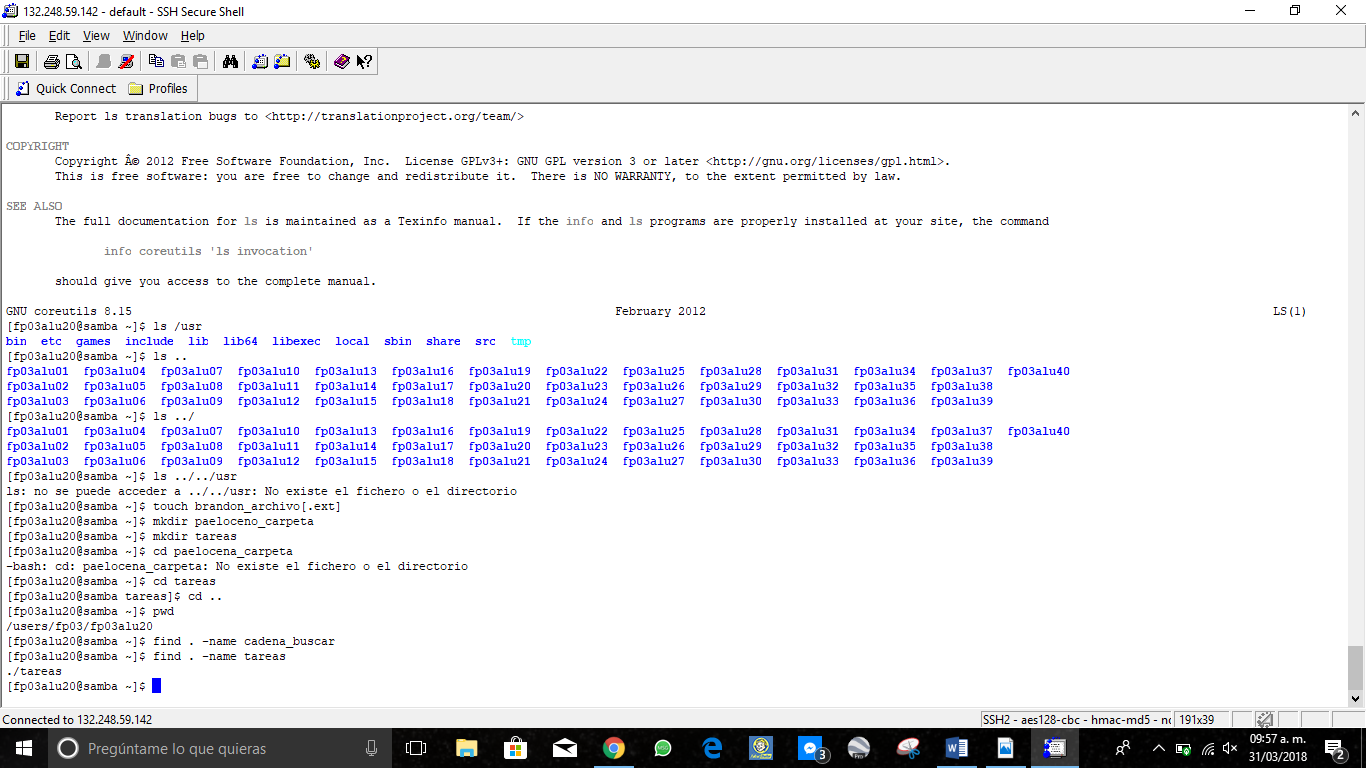 132.248.59.142 - default - SSH Secure Shell
File Edit View Window Help
Quick Connect Profiles
Report ls translation bugs to <http://translationproject.org/team/>
COPYRIGHT
Copyright Â© 2012 Free Software Foundation, Inc.  License GPLv3+: GNU GPL version 3 or later <http://gnu.org/licenses/gpl.html>.
This is free software: you are free to change and redistribute it.  There is NO WARRANTY, to the extent permitted by law.
SEE ALSO
The full documentation for ls is maintained as a Texinfo manual.  If the info and ls programs are properly installed at your site, the command
info coreutils 'ls invocation'
should give you access to the complete manual.
GNU coreutils 8.15 February 2012 LS(1)
[fp03alu20@samba ~]$ ls /usr
bin etc games include lib lib64 libexec local sbin share src tmp
[fp03alu20@samba ~]$ ls ..
fp03alu01 fp03alu04 fp03alu07 fp03alu10 fp03alu13 fp03alu16 fp03alu19 fp03alu22 fp03alu25 fp03alu28 fp03alu31 fp03alu34 fp03alu37 fp03alu40
fp03alu02 fp03alu05 fp03alu08 fp03alu11 fp03alu14 fp03alu17 fp03alu20 fp03alu23 fp03alu26 fp03alu29 fp03alu32 fp03alu35 fp03alu38
fp03alu03 fp03alu06 fp03alu09 fp03alu12 fp03alu15 fp03alu18 fp03alu21 fp03alu24 fp03alu27 fp03alu30 fp03alu33 fp03alu36 fp03alu39
[fp03alu20@samba ~]$ ls ../
fp03alu01 fp03alu04 fp03alu07 fp03alu10 fp03alu13 fp03alu16 fp03alu19 fp03alu22 fp03alu25 fp03alu28 fp03alu31 fp03alu34 fp03alu37 fp03alu40
fp03alu02 fp03alu05 fp03alu08 fp03alu11 fp03alu14 fp03alu17 fp03alu20 fp03alu23 fp03alu26 fp03alu29 fp03alu32 fp03alu35 fp03alu38
fp03alu03 fp03alu06 fp03alu09 fp03alu12 fp03alu15 fp03alu18 fp03alu21 fp03alu24 fp03alu27 fp03alu30 fp03alu33 fp03alu36 fp03alu39
[fp03alu20@samba ~]$ ls ../../usr
ls: no se puede acceder a ../../usr: No existe el fichero o el directorio
[fp03alu20@samba ~]$ touch brandon_archivo[.ext]
[fp03alu20@samba ~]$ mkdir paeloceno_carpeta
[fp03alu20@samba ~]$ mkdir tareas
[fp03alu20@samba ~]$ cd paelocena_carpeta
-bash: cd: paelocena_carpeta: No existe el fichero o el directorio
[fp03alu20@samba ~]$ cd tareas
[fp03alu20@samba tareas]$ cd ..
[fp03alu20@samba ~]$ pwd
/users/fp03/fp03alu20
[fp03alu20@samba ~]$ find . -name cadena_buscar
[fp03alu20@samba ~]$ find . -name tareas
./tareas
[fp03alu20@samba ~]$
Connected to 132.248.59.142 SSH2 - aes128-cbc - hmac-md5 - nc 191x39
Pregúntame lo que quieras
3
Pro
09:57 a. m.
31/03/2018
2